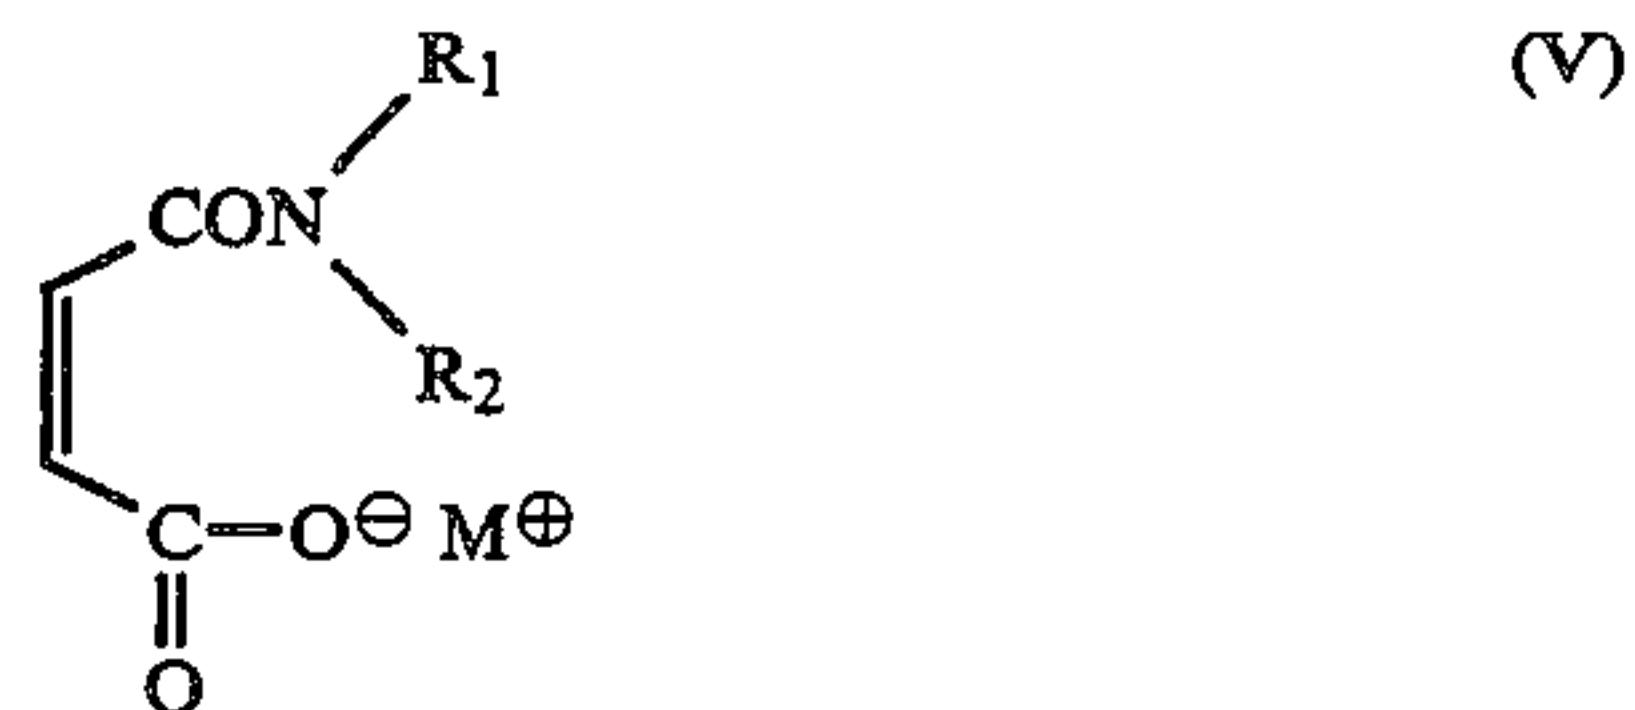 R₁ (V)
CON
R₂
C—O⊖ M⊕
O